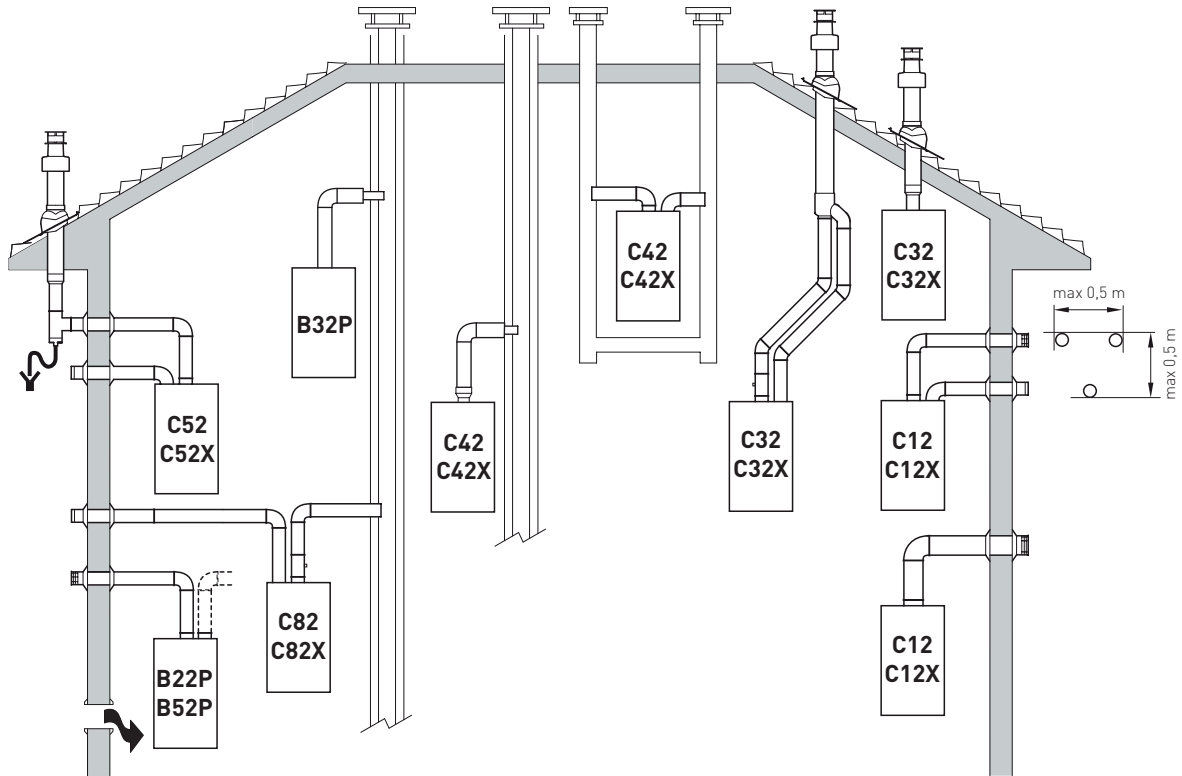 C42
C42X
C32
C32X
max 0,5 m
B32P
max 0,5 m
C52
C52X
C42
C42X
C32
C32X
C12
C12X
C82
C82X
B22P
B52P
C12
C12X